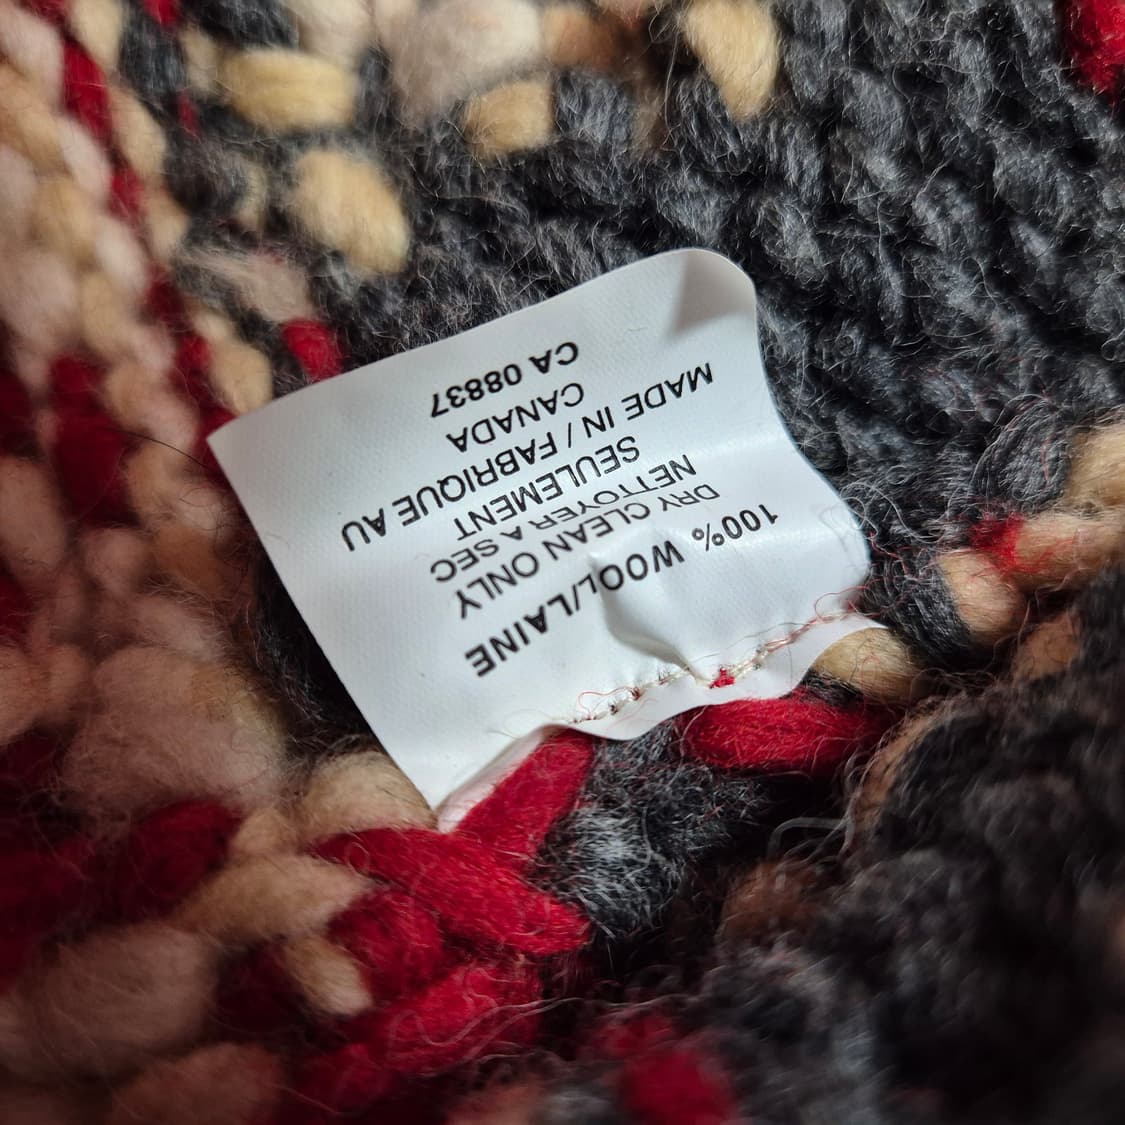 100% WOOL/LAINE
DRY CLEAN ONLY
NETTOYER A SEC
SEULEMENT
MADE IN / FABRIQUE AU
CANADA
CA 08837